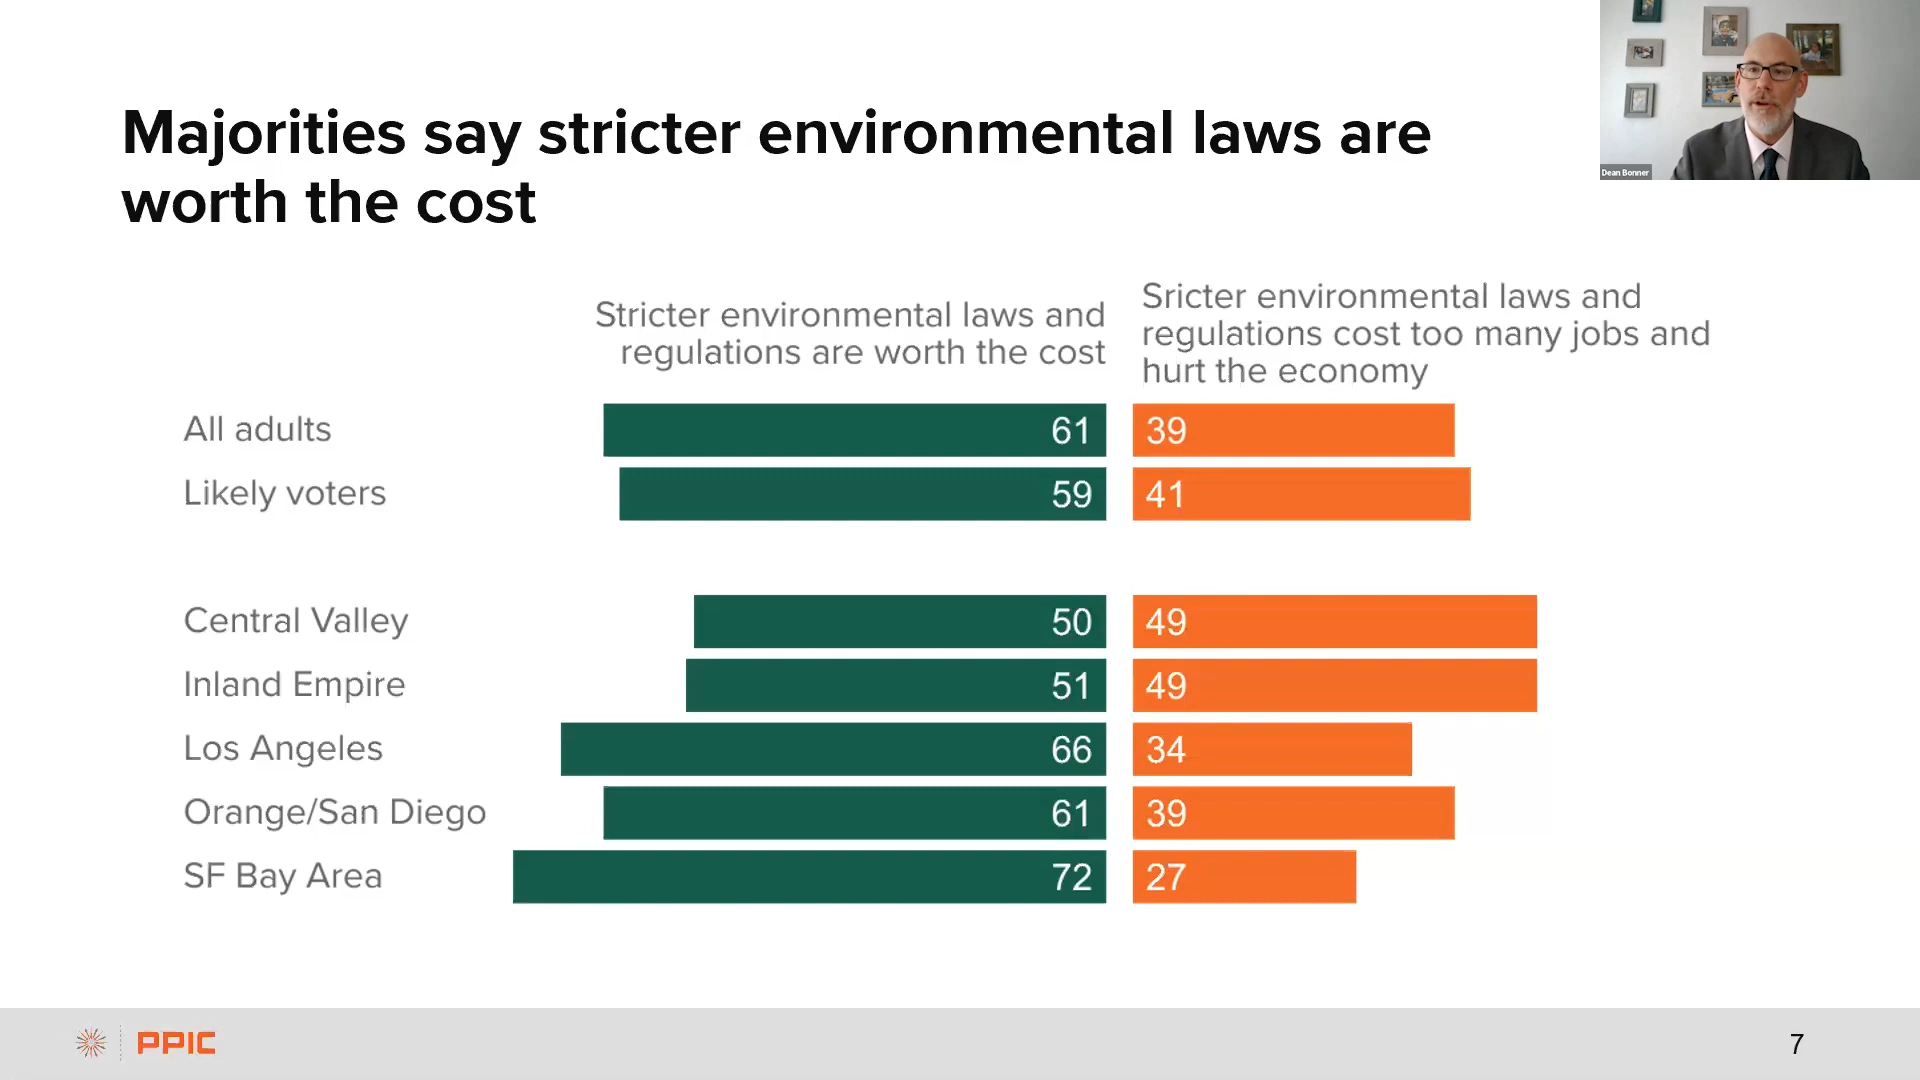 Dean Bonner
Majorities say stricter environmental laws are
worth the cost
Stricter environmental laws and
regulations are worth the cost
Sricter environmental laws and
regulations cost too many jobs and
hurt the economy
All adults 61 39
Likely voters 59 41
Central Valley 50 49
Inland Empire 51 49
Los Angeles 66 34
Orange/San Diego 61 39
SF Bay Area 72 27
PPIC 7